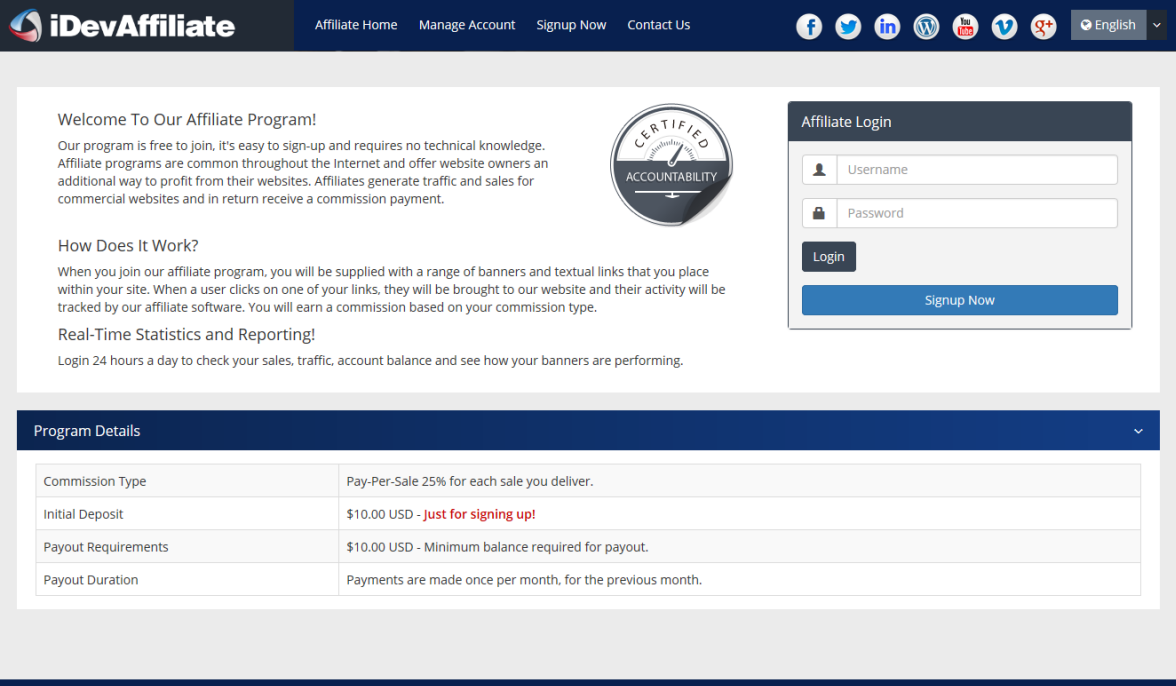 iDevAffiliate
Affiliate Home Manage Account Signup Now Contact Us
You
Tube
g+
English
Welcome To Our Affiliate Program!
Our program is free to join, it's easy to sign-up and requires no technical knowledge.
Affiliate programs are common throughout the Internet and offer website owners an
additional way to profit from their websites. Affiliates generate traffic and sales for
commercial websites and in return receive a commission payment.
CERTIFIED
ACCOUNTABILITY
How Does It Work?
When you join our affiliate program, you will be supplied with a range of banners and textual links that you place
within your site. When a user clicks on one of your links, they will be brought to our website and their activity will be
tracked by our affiliate software. You will earn a commission based on your commission type.
Real-Time Statistics and Reporting!
Login 24 hours a day to check your sales, traffic, account balance and see how your banners are performing.
Affiliate Login
Username
Password
Login
Signup Now
Program Details
Commission Type Pay-Per-Sale 25% for each sale you deliver.
Initial Deposit $10.00 USD - Just for signing up!
Payout Requirements $10.00 USD - Minimum balance required for payout.
Payout Duration Payments are made once per month, for the previous month.